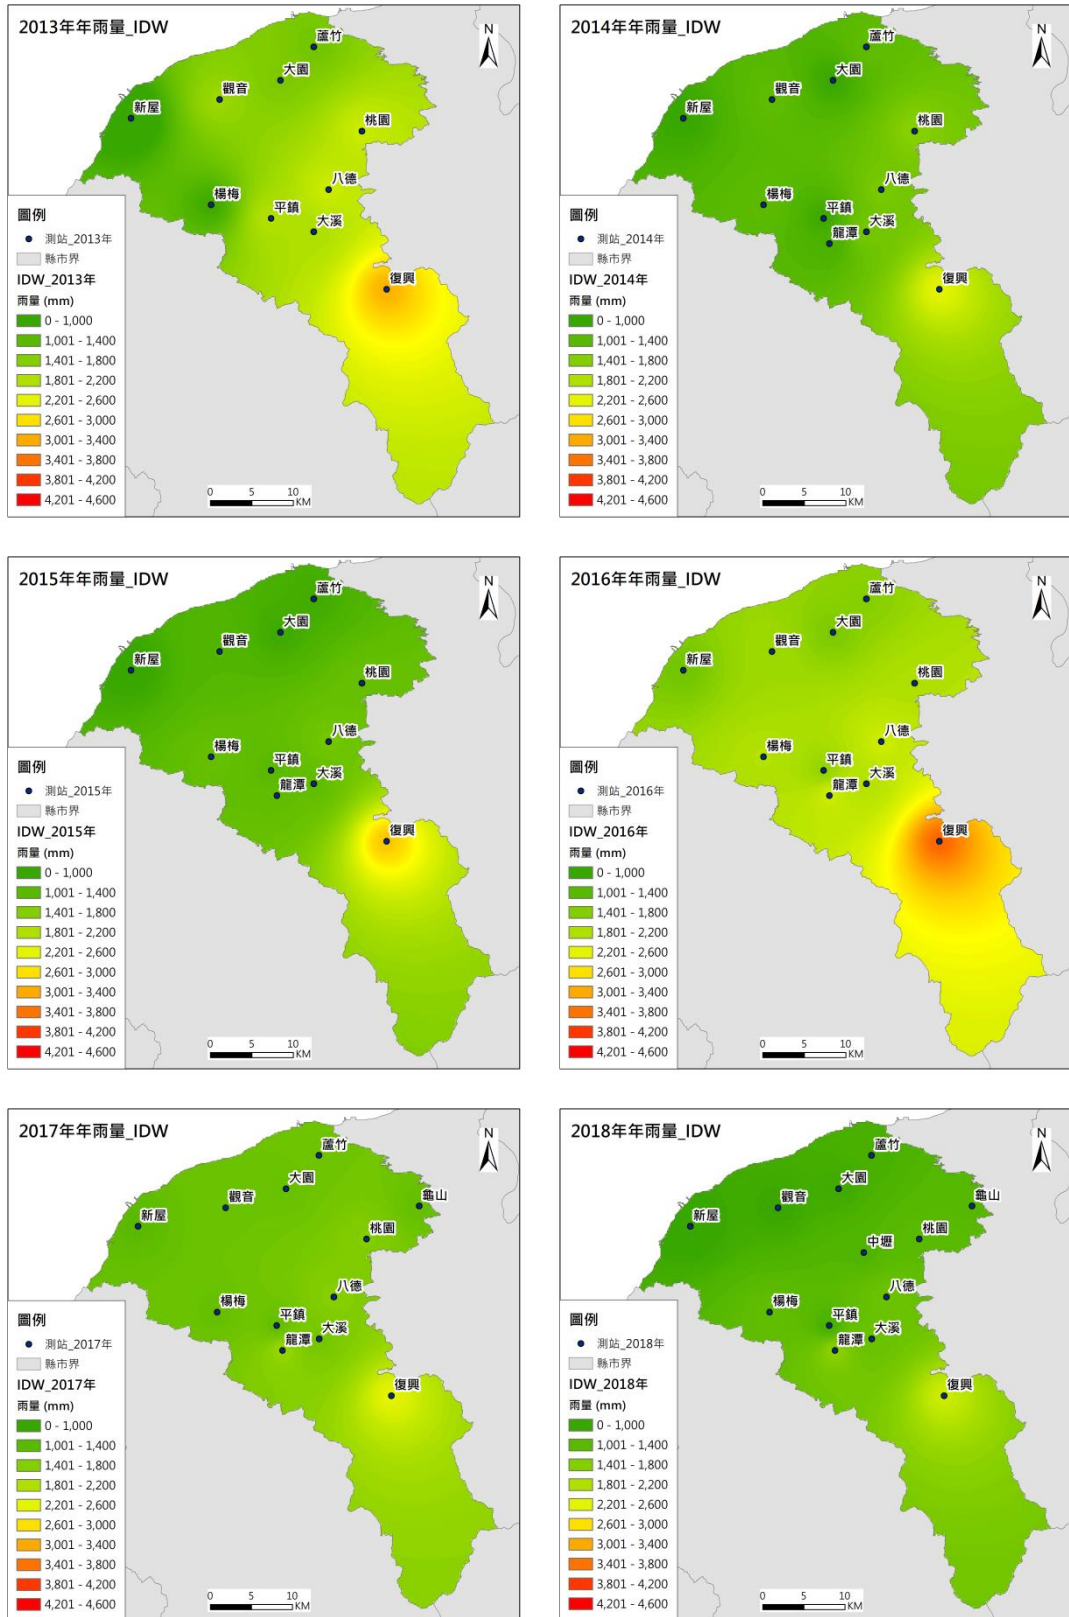 2013年年雨量_IDW
N
蘆竹
大園
觀音
新屋
桃園
八德
楊梅
平鎮
大溪
復興
圖例
測站_2013年
縣市界
IDW_2013年
雨量 (mm)
0 - 1,000
1,001 - 1,400
1,401 - 1,800
1,801 - 2,200
2,201 - 2,600
2,601 - 3,000
3,001 - 3,400
3,401 - 3,800
3,801 - 4,200
4,201 - 4,600
0 5 10
KM
2014年年雨量_IDW
N
蘆竹
大園
觀音
新屋
桃園
八德
楊梅
平鎮
大溪
龍潭
復興
圖例
測站_2014年
縣市界
IDW_2014年
雨量 (mm)
0 - 1,000
1,001 - 1,400
1,401 - 1,800
1,801 - 2,200
2,201 - 2,600
2,601 - 3,000
3,001 - 3,400
3,401 - 3,800
3,801 - 4,200
4,201 - 4,600
0 5 10
KM
2015年年雨量_IDW
N
蘆竹
大園
觀音
新屋
桃園
八德
楊梅
平鎮
大溪
龍潭
復興
圖例
測站_2015年
縣市界
IDW_2015年
雨量 (mm)
0 - 1,000
1,001 - 1,400
1,401 - 1,800
1,801 - 2,200
2,201 - 2,600
2,601 - 3,000
3,001 - 3,400
3,401 - 3,800
3,801 - 4,200
4,201 - 4,600
0 5 10
KM
2016年年雨量_IDW
N
蘆竹
大園
觀音
新屋
桃園
八德
楊梅
平鎮
大溪
龍潭
復興
圖例
測站_2016年
縣市界
IDW_2016年
雨量 (mm)
0 - 1,000
1,001 - 1,400
1,401 - 1,800
1,801 - 2,200
2,201 - 2,600
2,601 - 3,000
3,001 - 3,400
3,401 - 3,800
3,801 - 4,200
4,201 - 4,600
0 5 10
KM
2017年年雨量_IDW
N
蘆竹
大園
龜山
觀音
新屋
桃園
八德
楊梅
平鎮
大溪
龍潭
復興
圖例
測站_2017年
縣市界
IDW_2017年
雨量 (mm)
0 - 1,000
1,001 - 1,400
1,401 - 1,800
1,801 - 2,200
2,201 - 2,600
2,601 - 3,000
3,001 - 3,400
3,401 - 3,800
3,801 - 4,200
4,201 - 4,600
0 5 10
KM
2018年年雨量_IDW
N
蘆竹
大園
龜山
觀音
新屋
桃園
中壢
八德
楊梅
平鎮
大溪
龍潭
復興
圖例
測站_2018年
縣市界
IDW_2018年
雨量 (mm)
0 - 1,000
1,001 - 1,400
1,401 - 1,800
1,801 - 2,200
2,201 - 2,600
2,601 - 3,000
3,001 - 3,400
3,401 - 3,800
3,801 - 4,200
4,201 - 4,600
0 5 10
KM